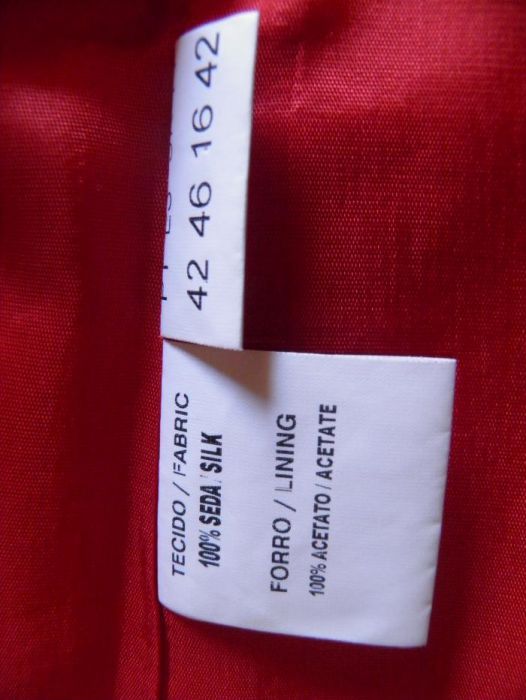 42 46 16 42
TECIDO / FABRIC
100% SEDA/SILK
FORRO / LINING
100% ACETATO / ACETATE